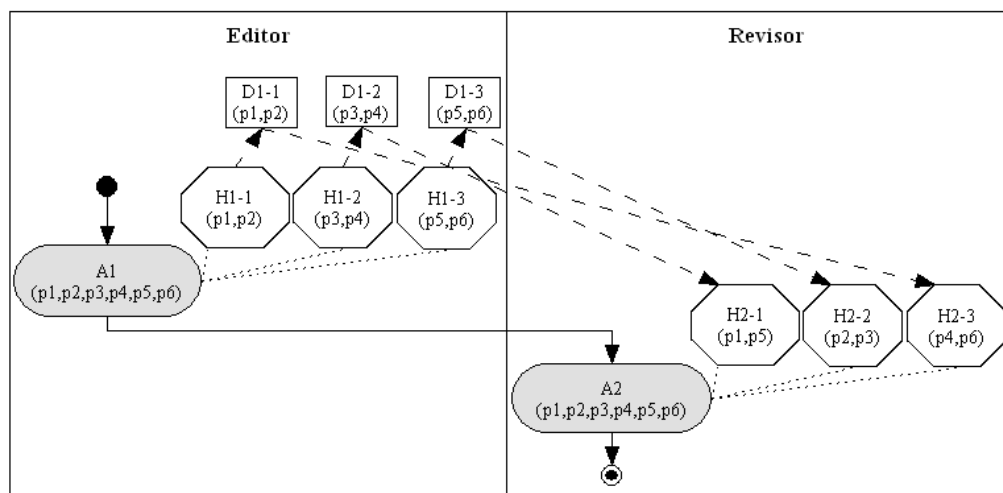 Editor
Revisor
D1-1
(p1,p2)
D1-2
(p3,p4)
D1-3
(p5,p6)
H1-1
(p1,p2)
H1-2
(p3,p4)
H1-3
(p5,p6)
A1
(p1,p2,p3,p4,p5,p6)
H2-1
(p1,p5)
H2-2
(p2,p3)
H2-3
(p4,p6)
A2
(p1,p2,p3,p4,p5,p6)